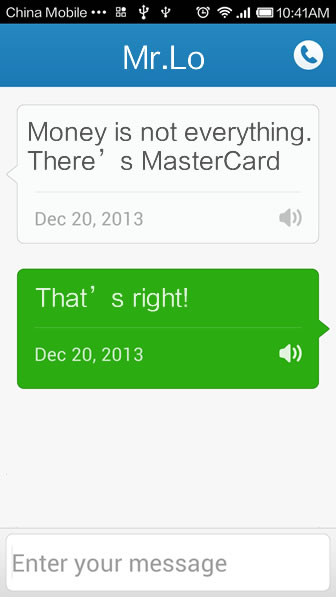 China Mobile ••• 10:41AM
Mr.Lo
Money is not everything.
There’s MasterCard
Dec 20, 2013
That’s right!
Dec 20, 2013
Enter your message